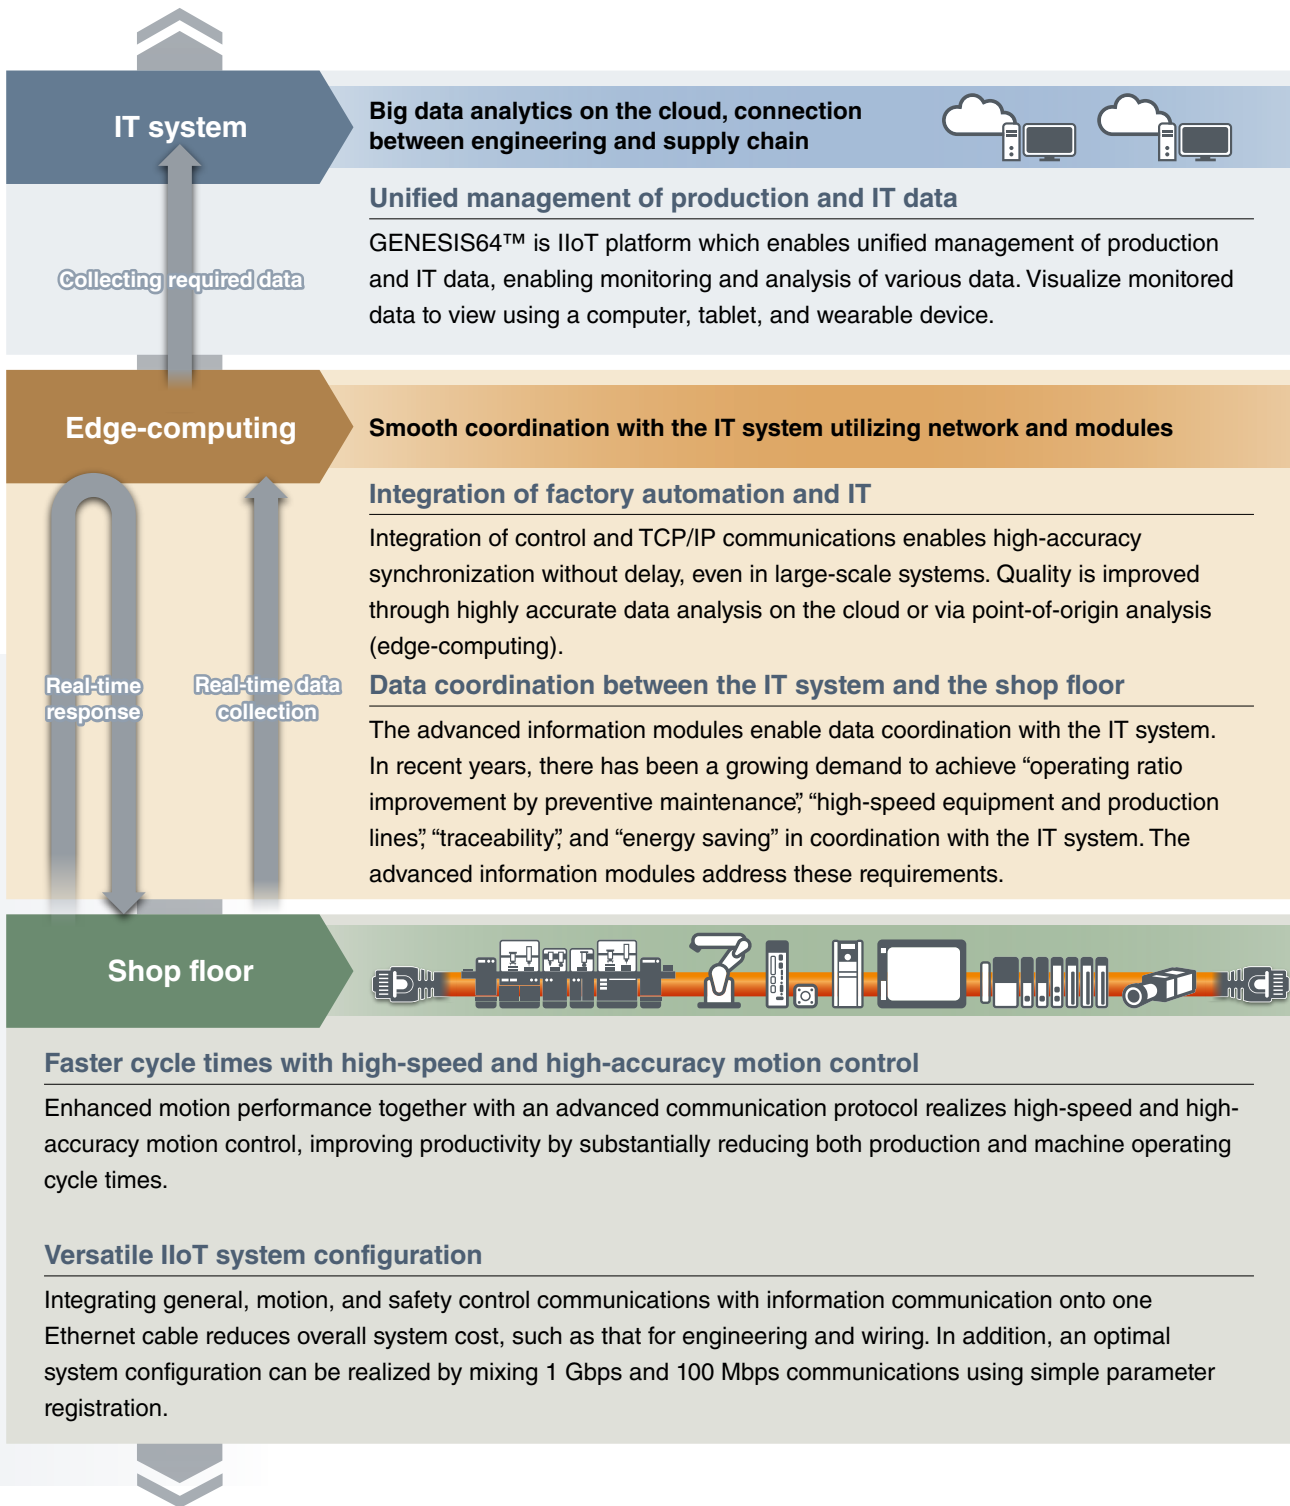 IT system
Big data analytics on the cloud, connection
between engineering and supply chain
Unified management of production and IT data
GENESIS64™ is IIoT platform which enables unified management of production
and IT data, enabling monitoring and analysis of various data. Visualize monitored
data to view using a computer, tablet, and wearable device.
Collecting required data
Edge-computing
Smooth coordination with the IT system utilizing network and modules
Integration of factory automation and IT
Integration of control and TCP/IP communications enables high-accuracy
synchronization without delay, even in large-scale systems. Quality is improved
through highly accurate data analysis on the cloud or via point-of-origin analysis
(edge-computing).
Real-time
response
Real-time data
collection
Data coordination between the IT system and the shop floor
The advanced information modules enable data coordination with the IT system.
In recent years, there has been a growing demand to achieve “operating ratio
improvement by preventive maintenance”, “high-speed equipment and production
lines”, “traceability”, and “energy saving” in coordination with the IT system. The
advanced information modules address these requirements.
Shop floor
Faster cycle times with high-speed and high-accuracy motion control
Enhanced motion performance together with an advanced communication protocol realizes high-speed and high-
accuracy motion control, improving productivity by substantially reducing both production and machine operating
cycle times.
Versatile IIoT system configuration
Integrating general, motion, and safety control communications with information communication onto one
Ethernet cable reduces overall system cost, such as that for engineering and wiring. In addition, an optimal
system configuration can be realized by mixing 1 Gbps and 100 Mbps communications using simple parameter
registration.